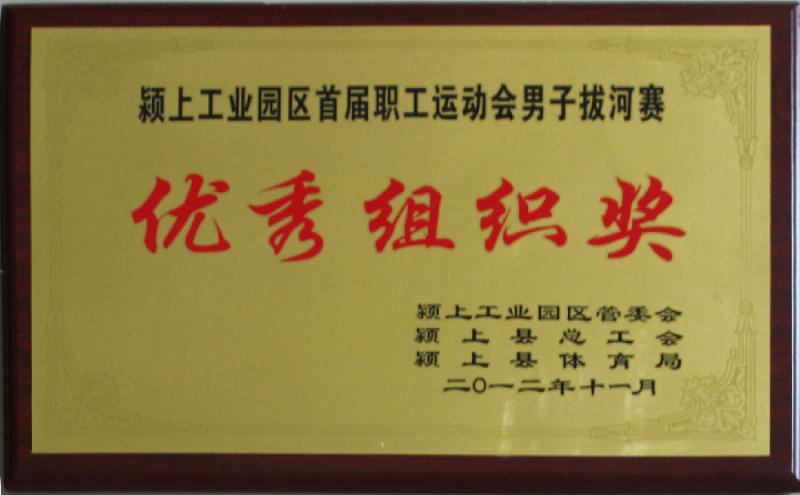 颍上工业园区首届职工运动会男子拔河赛
优秀组织奖
颍上工业园区管委会
颍上县总工会
颍上县体育局
二〇一二年十一月